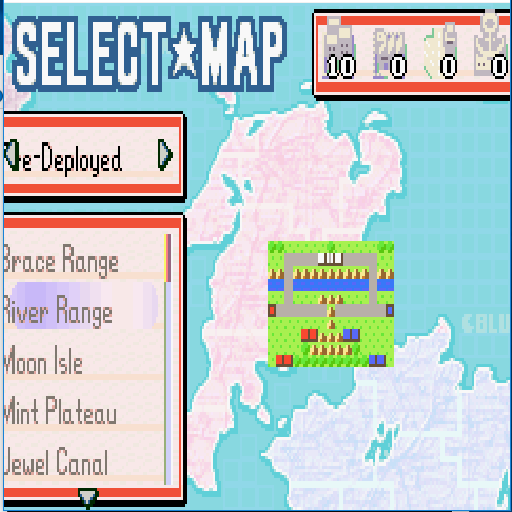 SELECT★MAP
10 0 0 0
e-Deployed
Brace Range
River Range
Moon Isle
Mint Plateau
Jewel Canal